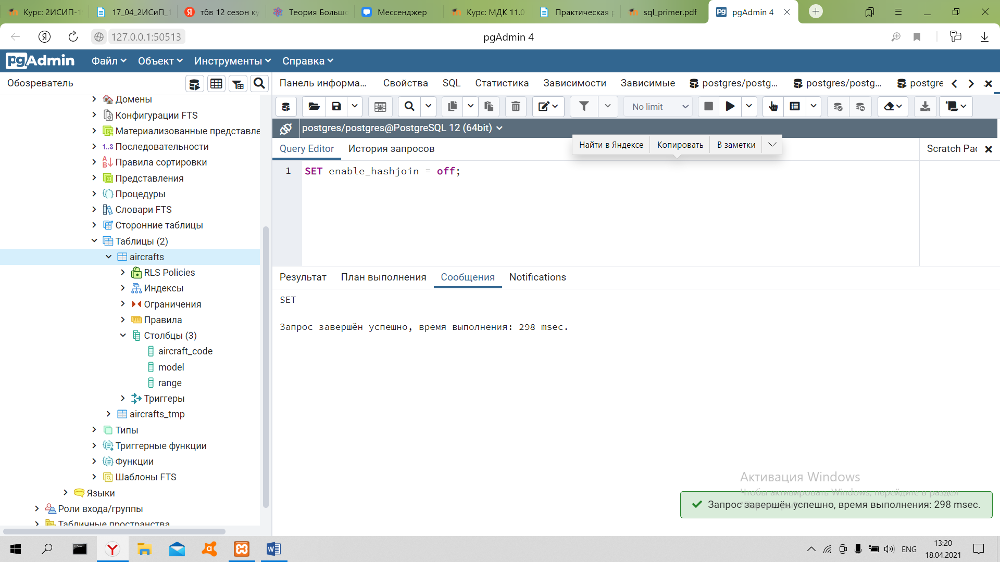 Курс: 2ИСИП-1
17_04_2ИСиП_1
тбв 12 сезон ку
Теория Большо
Мессенджер
Курс: МДК 11.0
Практическая р
sql_primer.pdf
pgAdmin 4
127.0.0.1:50513
pgAdmin 4
pgAdmin
Файл
Объект
Инструменты
Справка
Обозреватель
Панель информа...
Свойства
SQL
Статистика
Зависимости
Зависимые
postgres/postg...
postgres/postg...
postgre
No limit
postgres/postgres@PostgreSQL 12 (64bit)
Найти в Яндексе
Копировать
В заметки
Query Editor
История запросов
Scratch Pad
1
SET enable_hashjoin = off;
Домены
Конфигурации FTS
Материализованные представле
1..3 Последовательности
Правила сортировки
Представления
Процедуры
Словари FTS
Сторонние таблицы
Таблицы (2)
aircrafts
RLS Policies
Индексы
Ограничения
Правила
Столбцы (3)
aircraft_code
model
range
Триггеры
aircrafts_tmp
Типы
Триггерные функции
Функции
Шаблоны FTS
Языки
Роли входа/группы
Табличные пространства
Результат
План выполнения
Сообщения
Notifications
SET
Запрос завершён успешно, время выполнения: 298 msec.
Активация Windows
Чтобы активировать Windows, перейдите в раздел
"Параметры".
Запрос завершён успешно, время выполнения: 298 msec.
ENG
13:20
18.04.2021